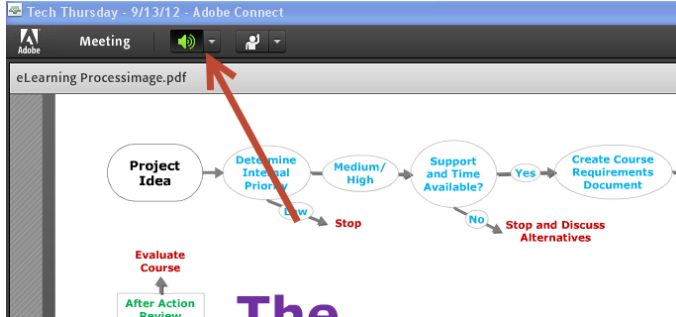 Tech Thursday - 9/13/12 - Adobe Connect
Adobe
Meeting
eLearning Processimage.pdf
Project
Idea
Determine
Internal
Priority
Medium/
High
Support
and Time
Available?
Yes
Create Course
Requirements
Document
Low
Stop
No
Stop and Discuss
Alternatives
Evaluate
Course
After Action
Review
The